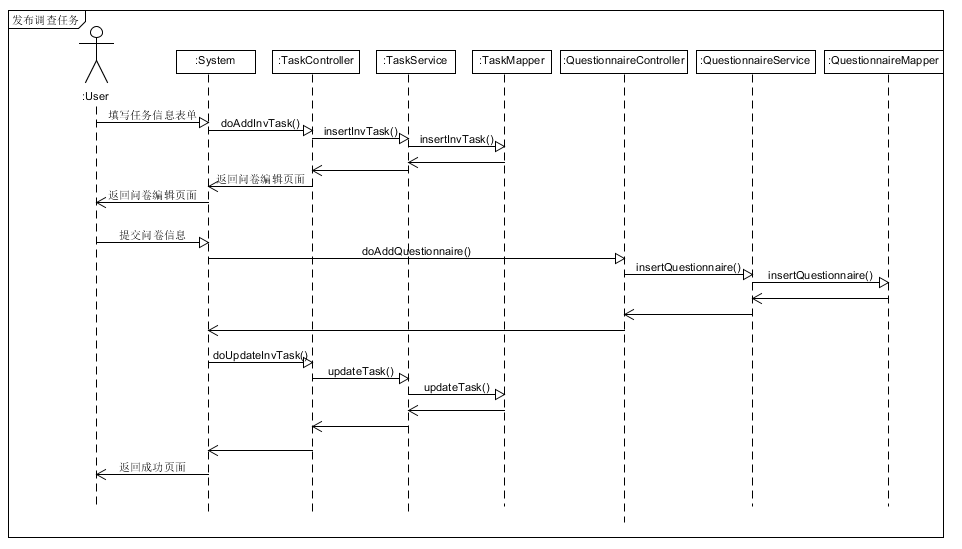 发布调查任务
:User
:System
:TaskController
:TaskService
:TaskMapper
:QuestionnaireController
:QuestionnaireService
:QuestionnaireMapper
填写任务信息表单
doAddInvTask()
insertInvTask()
insertInvTask()
返回问卷编辑页面
返回问卷编辑页面
提交问卷信息
doAddQuestionnaire()
insertQuestionnaire()
insertQuestionnaire()
doUpdateInvTask()
updateTask()
updateTask()
返回成功页面